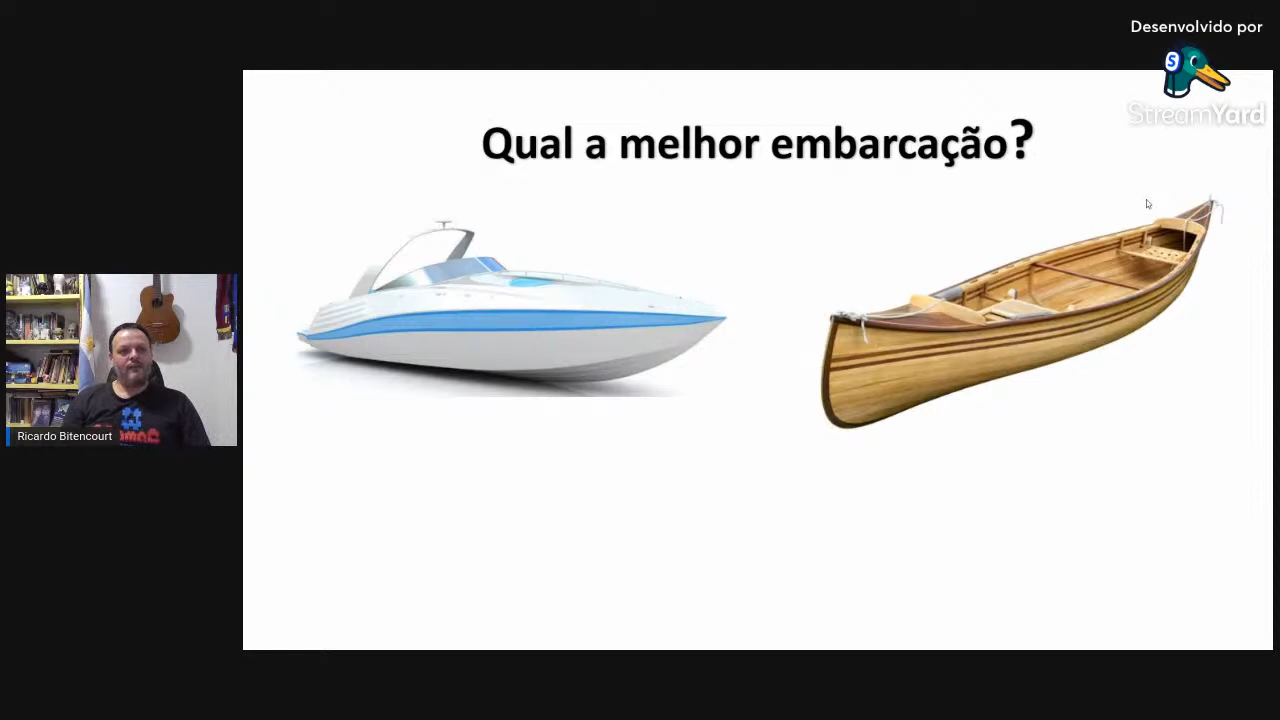 Desenvolvido por
S
StreamYard
Qual a melhor embarcação?
Ricardo Bitencourt